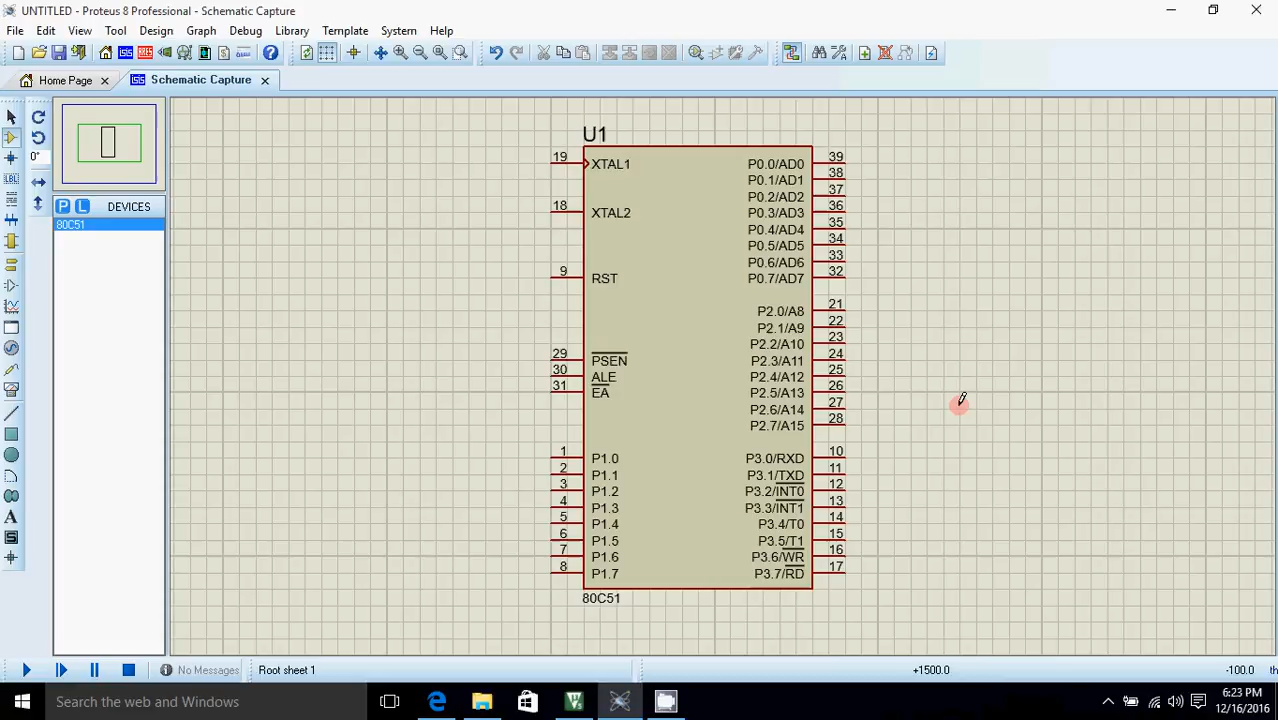 UNTITLED - Proteus 8 Professional - Schematic Capture
File Edit View Tool Design Graph Debug Library Template System Help
Home Page
Schematic Capture
0°
LBL
P L DEVICES
80C51
U1
19 XTAL1
18 XTAL2
9 RST
29 PSEN
30 ALE
31 EA
1 P1.0
2 P1.1
3 P1.2
4 P1.3
5 P1.4
6 P1.5
7 P1.6
8 P1.7
P0.0/AD0 39
P0.1/AD1 38
P0.2/AD2 37
P0.3/AD3 36
P0.4/AD4 35
P0.5/AD5 34
P0.6/AD6 33
P0.7/AD7 32
P2.0/A8 21
P2.1/A9 22
P2.2/A10 23
P2.3/A11 24
P2.4/A12 25
P2.5/A13 26
P2.6/A14 27
P2.7/A15 28
P3.0/RXD 10
P3.1/TXD 11
P3.2/INT0 12
P3.3/INT1 13
P3.4/T0 14
P3.5/T1 15
P3.6/WR 16
P3.7/RD 17
80C51
A
No Messages
Root sheet 1
+1500.0
-100.0
th
Search the web and Windows
6:23 PM
12/16/2016